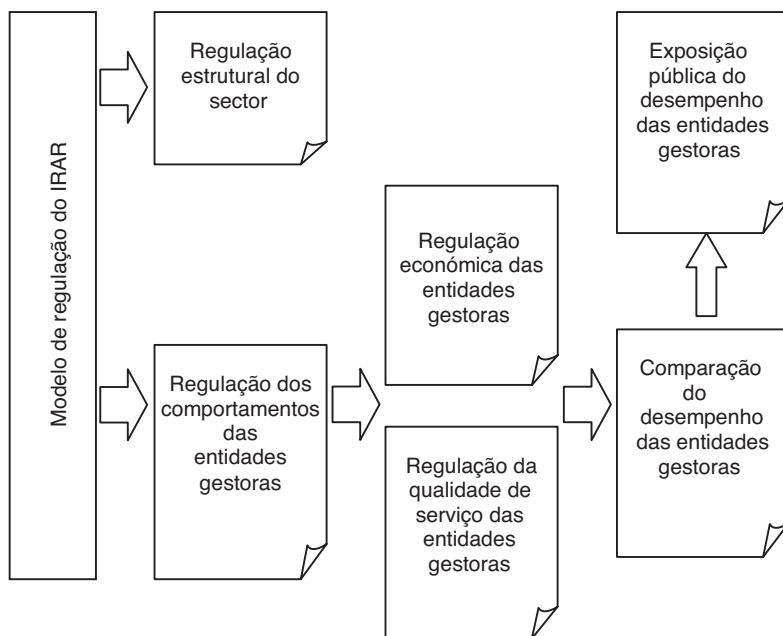 Modelo de regulação do IRAR
Regulação
estrutural do
sector
Regulação dos
comportamentos
das
entidades
gestoras
Regulação
económica das
entidades
gestoras
Regulação da
qualidade de
serviço das
entidades
gestoras
Comparação
do
desempenho
das entidades
gestoras
Exposição
pública do
desempenho
das entidades
gestoras